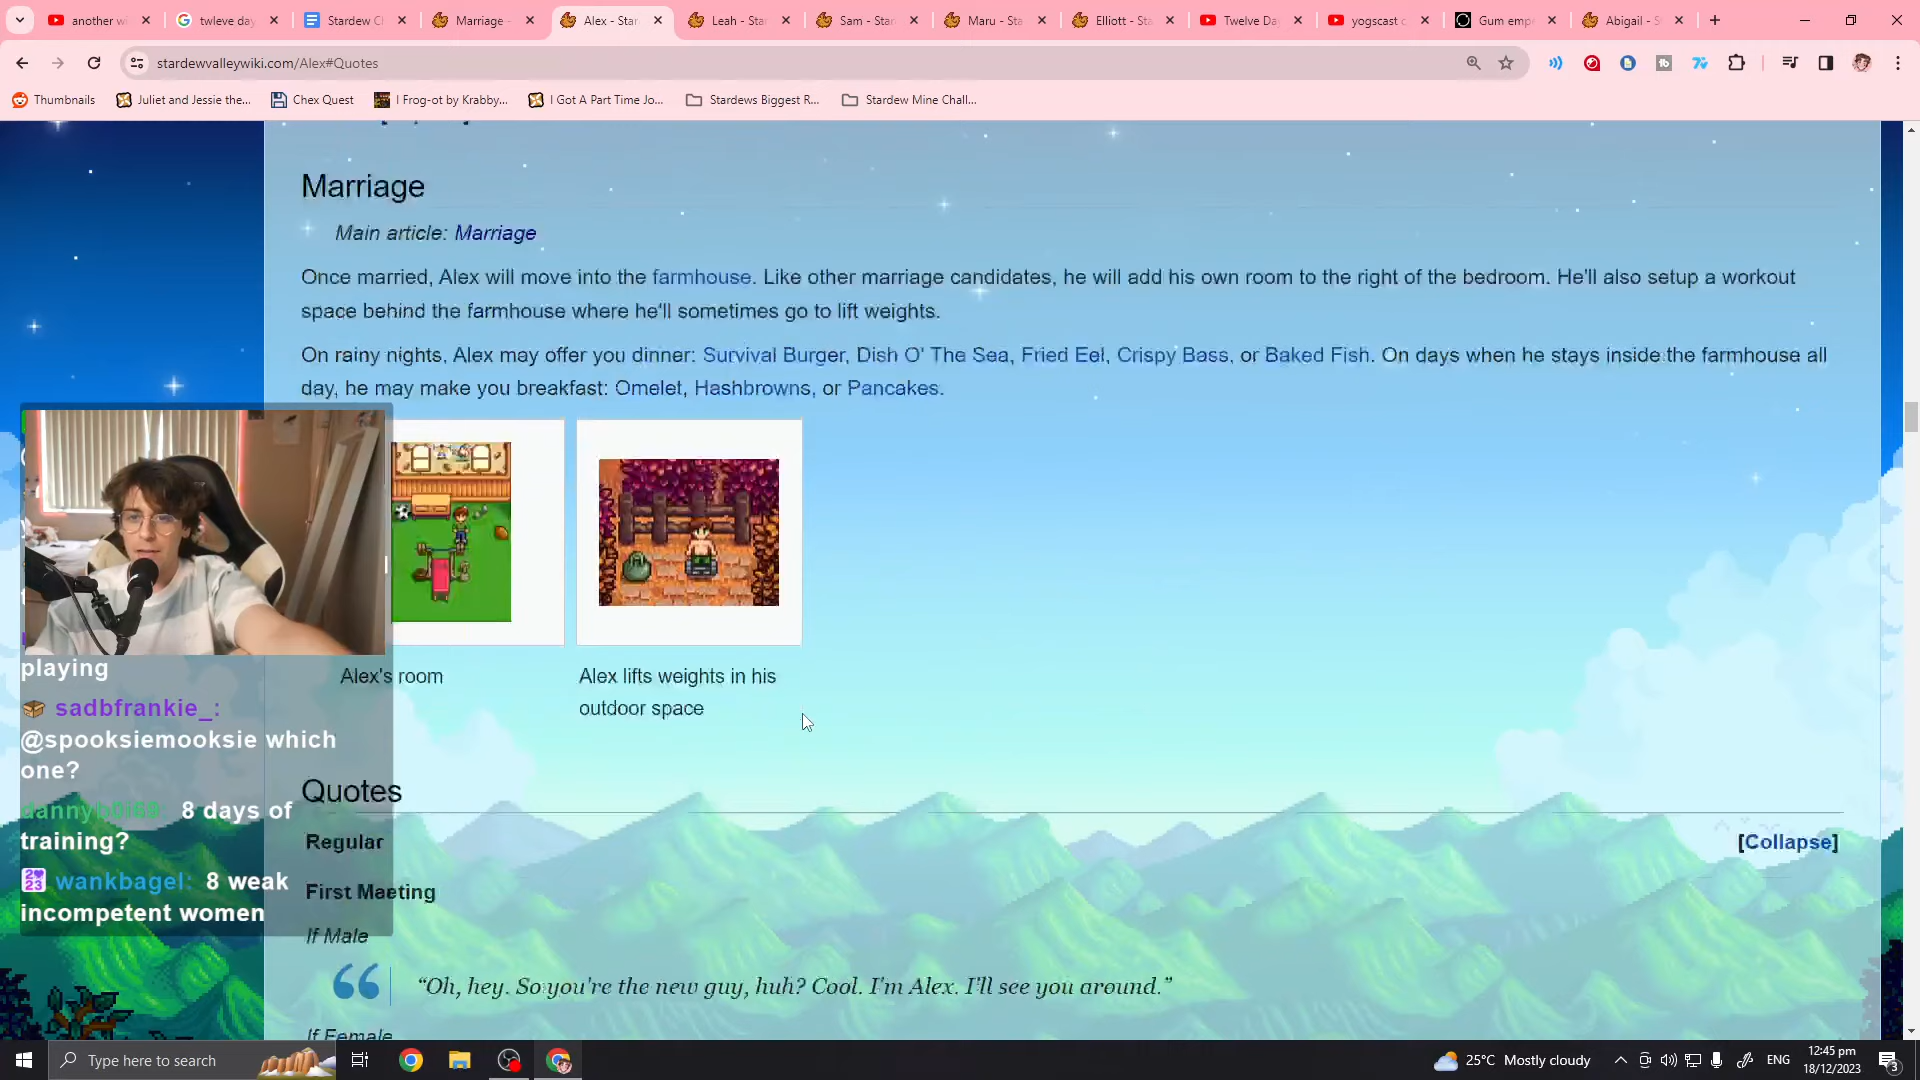 another wi
twleve day
Stardew Ch
Marriage -
Alex - Star
Leah - Star
Sam - Star
Maru - Sta
Elliott - Sta
Twelve Da
yogscast c
Gum empe
Abigail - S
stardewvalleywiki.com/Alex#Quotes
Thumbnails
Juliet and Jessie the...
Chex Quest
I Frog-ot by Krabby...
I Got A Part Time Jo...
Stardews Biggest R...
Stardew Mine Chall...
Marriage
Main article: Marriage
Once married, Alex will move into the farmhouse. Like other marriage candidates, he will add his own room to the right of the bedroom. He'll also setup a workout
space behind the farmhouse where he'll sometimes go to lift weights.
On rainy nights, Alex may offer you dinner: Survival Burger, Dish O' The Sea, Fried Eel, Crispy Bass, or Baked Fish. On days when he stays inside the farmhouse all
day, he may make you breakfast: Omelet, Hashbrowns, or Pancakes.
Alex's room
Alex lifts weights in his
outdoor space
playing
sadbfrankie_:
@spooksiemooksie which
one?
8 days of
training?
wankbagel: 8 weak
incompetent women
Quotes
Regular
[Collapse]
First Meeting
If Male
“Oh, hey. So you're the new guy, huh? Cool. I'm Alex. I'll see you around.”
If Female
Type here to search
25°C Mostly cloudy
ENG
12:45 pm
18/12/2023
3